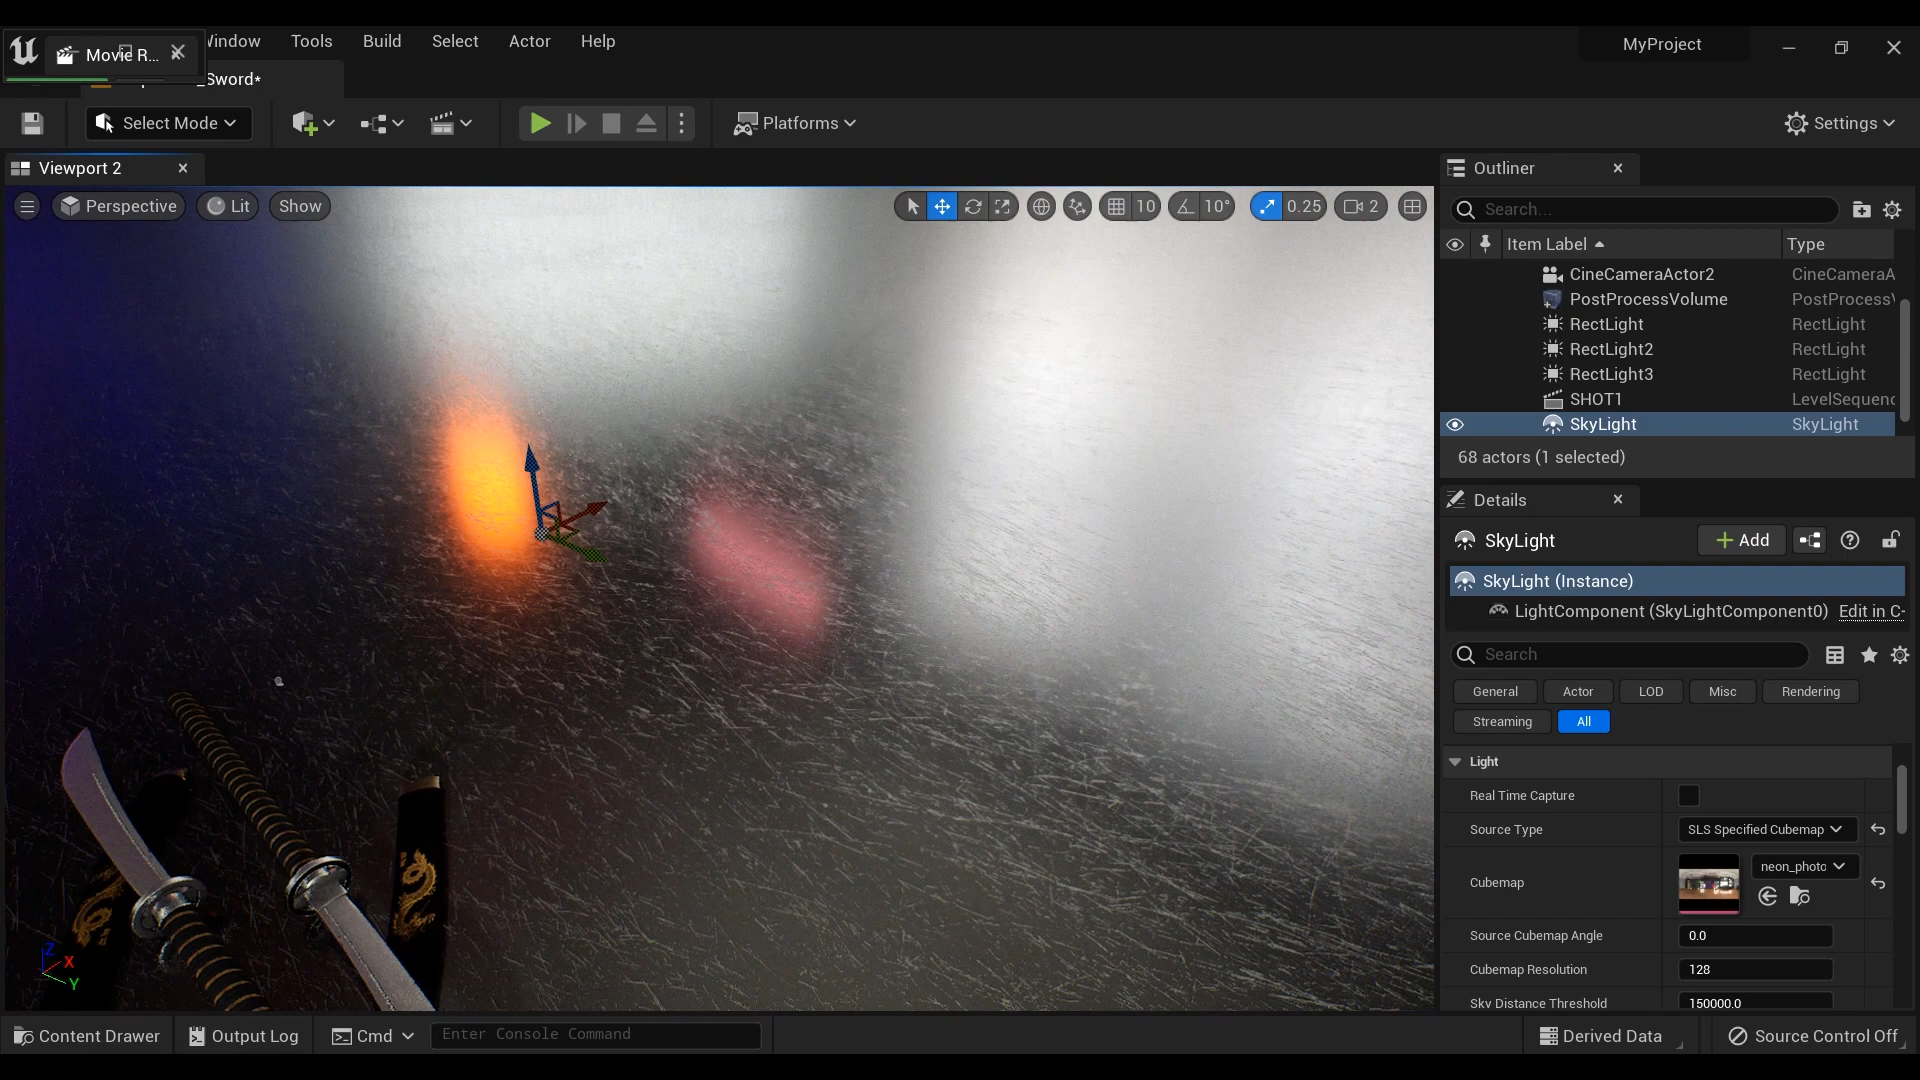 Movie R...
Window
Tools
Build
Select
Actor
Help
MyProject
_Sword*
Select Mode
Platforms
Settings
Viewport 2
Perspective
Lit
Show
10
10°
0.25
2
Outliner
Search...
Item Label
Type
CineCameraActor2
CineCameraA
PostProcessVolume
PostProcessV
RectLight
RectLight
RectLight2
RectLight
RectLight3
RectLight
SHOT1
LevelSequenc
SkyLight
SkyLight
68 actors (1 selected)
Details
SkyLight
Add
SkyLight (Instance)
LightComponent (SkyLightComponent0)
Edit in C-
Search
General
Actor
LOD
Misc
Rendering
Streaming
All
Light
Real Time Capture
Source Type
SLS Specified Cubemap
Cubemap
neon_photo
Source Cubemap Angle
0.0
Cubemap Resolution
128
Sky Distance Threshold
150000.0
Z
X
Y
Content Drawer
Output Log
Cmd
Enter Console Command
Derived Data
Source Control Off